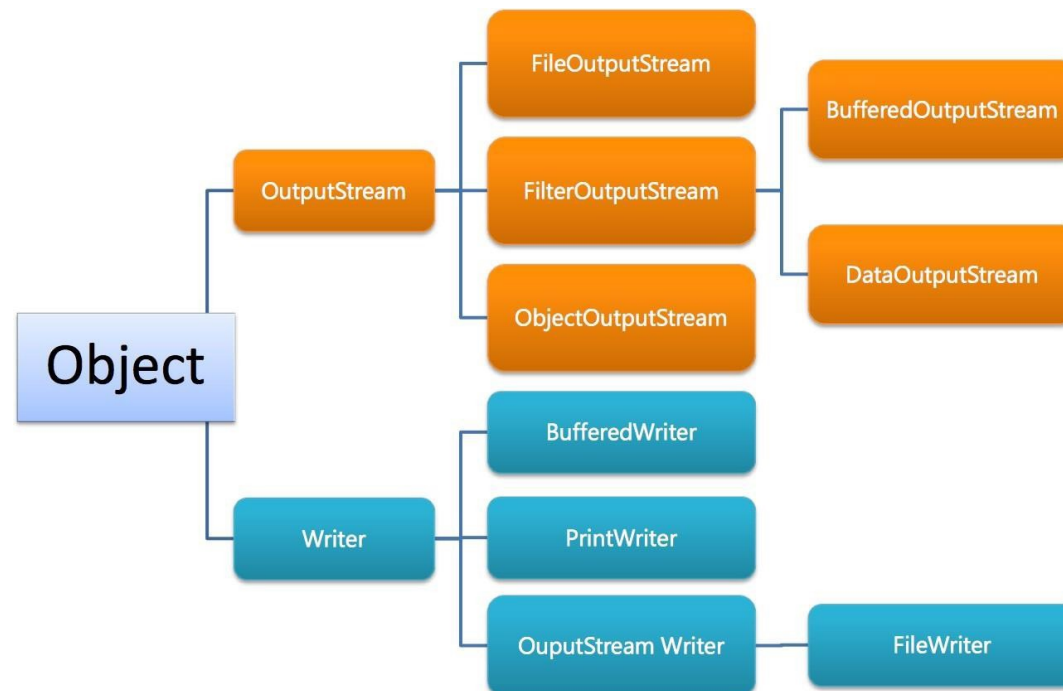 FileOutputStream
BufferedOutputStream
OutputStream
FilterOutputStream
DataOutputStream
ObjectOutputStream
Object
BufferedWriter
Writer
PrintWriter
OuputStream Writer
FileWriter